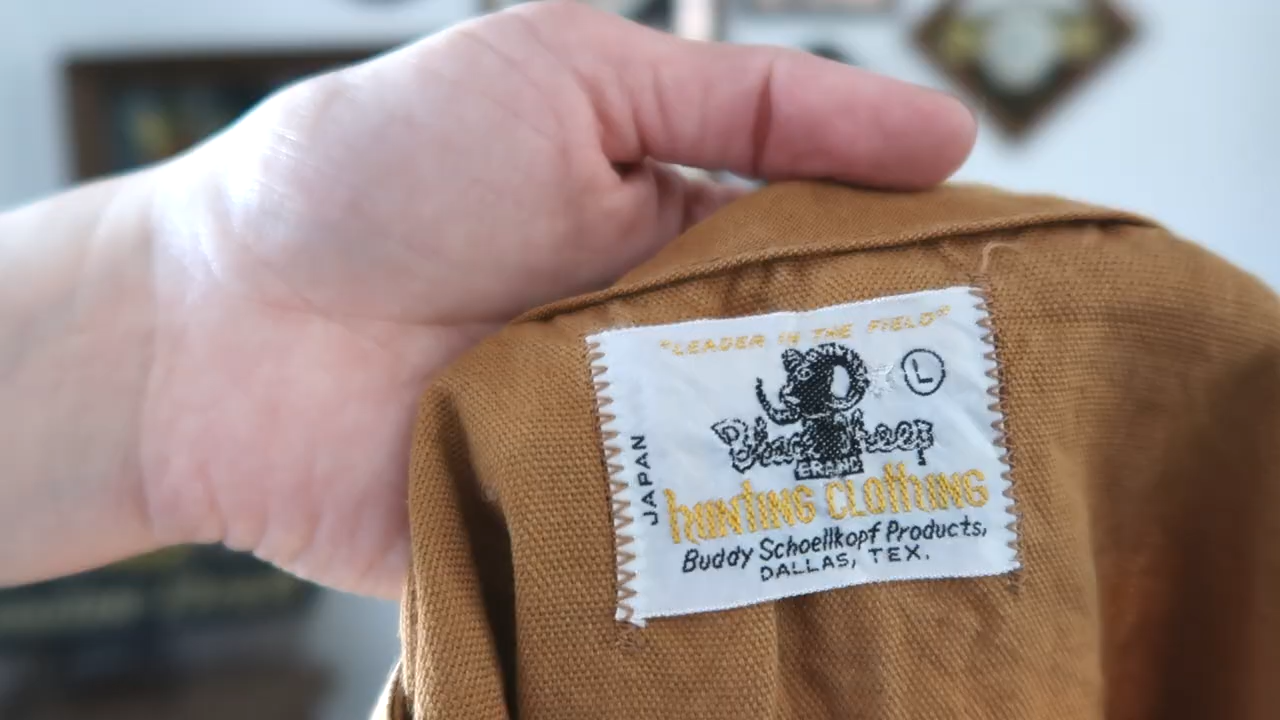 "LEADER IN THE FIELD"
L
Black Sheep
BRAND
JAPAN
hunting clothing
Buddy Schoellkopf Products,
DALLAS, TEX.